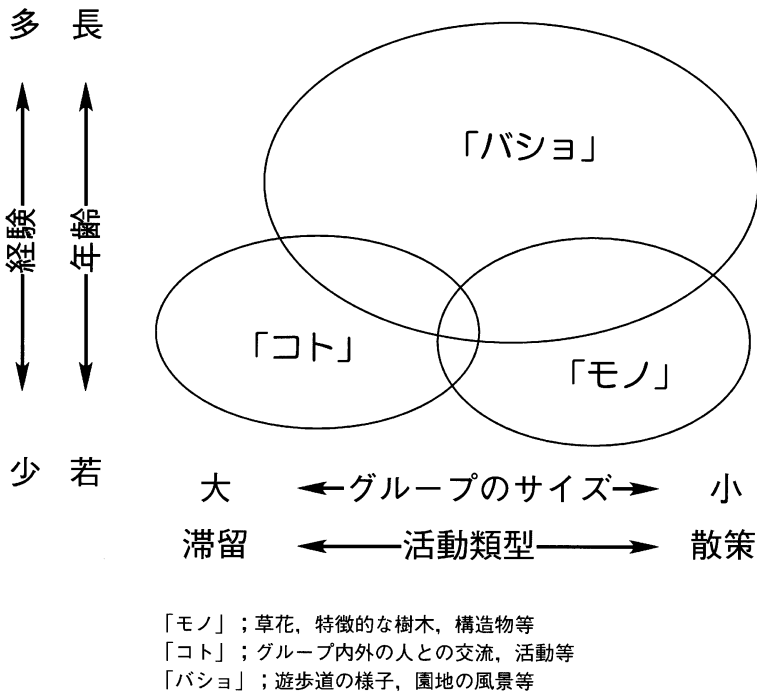 多 長
「バショ」
経験
年齢
「コト」
「モノ」
少 若
大 グループのサイズ 小
滞留 活動類型 散策
「モノ」；草花，特徴的な樹木，構造物等
「コト」；グループ内外の人との交流，活動等
「バショ」；遊歩道の様子，園地の風景等